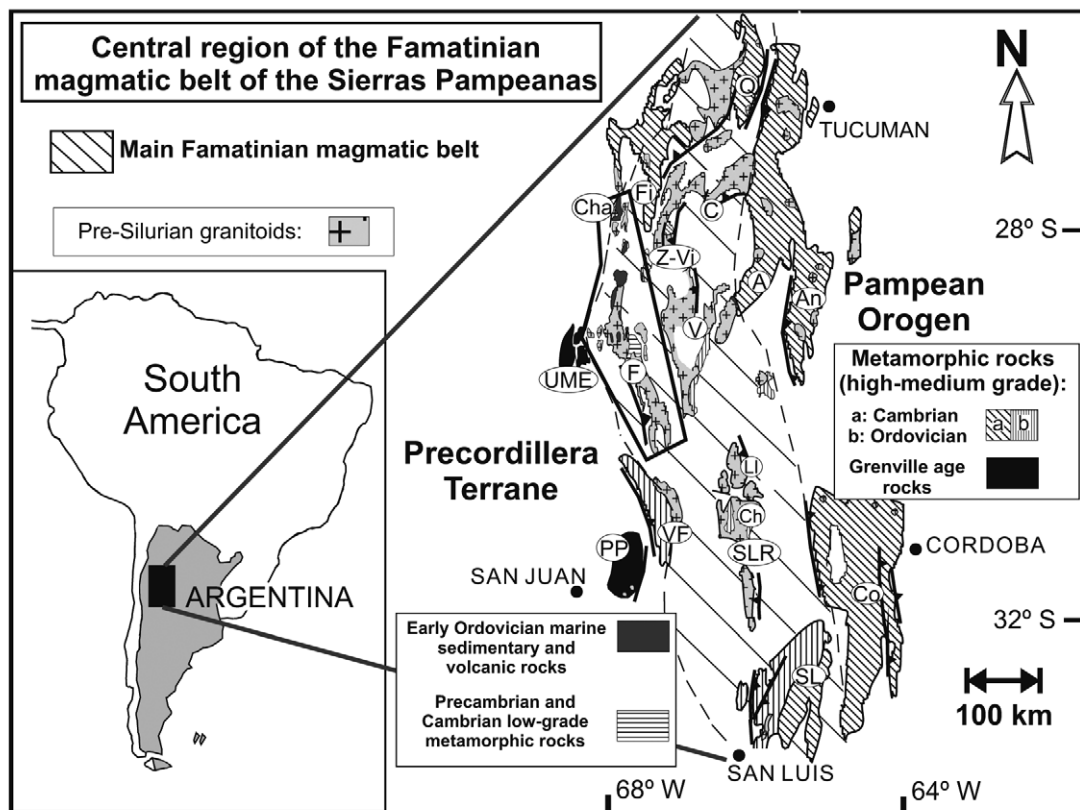 Central region of the Famatinian
magmatic belt of the Sierras Pampeanas
Main Famatinian magmatic belt
Pre-Silurian granitoids:
South
America
ARGENTINA
N
Q
TUCUMAN
Fi
Cha
C
28º S
Z-Vi
A
An
Pampean
Orogen
V
UME
F
Metamorphic rocks
(high-medium grade):
a: Cambrian
b: Ordovician
a b
Grenville age
rocks
Precordillera
Terrane
Ll
Ch
VF
PP
SLR
CORDOBA
SAN JUAN
Co
32º S
Early Ordovician marine
sedimentary and
volcanic rocks
SL
Precambrian and
Cambrian low-grade
metamorphic rocks
100 km
SAN LUIS
68º W
64º W